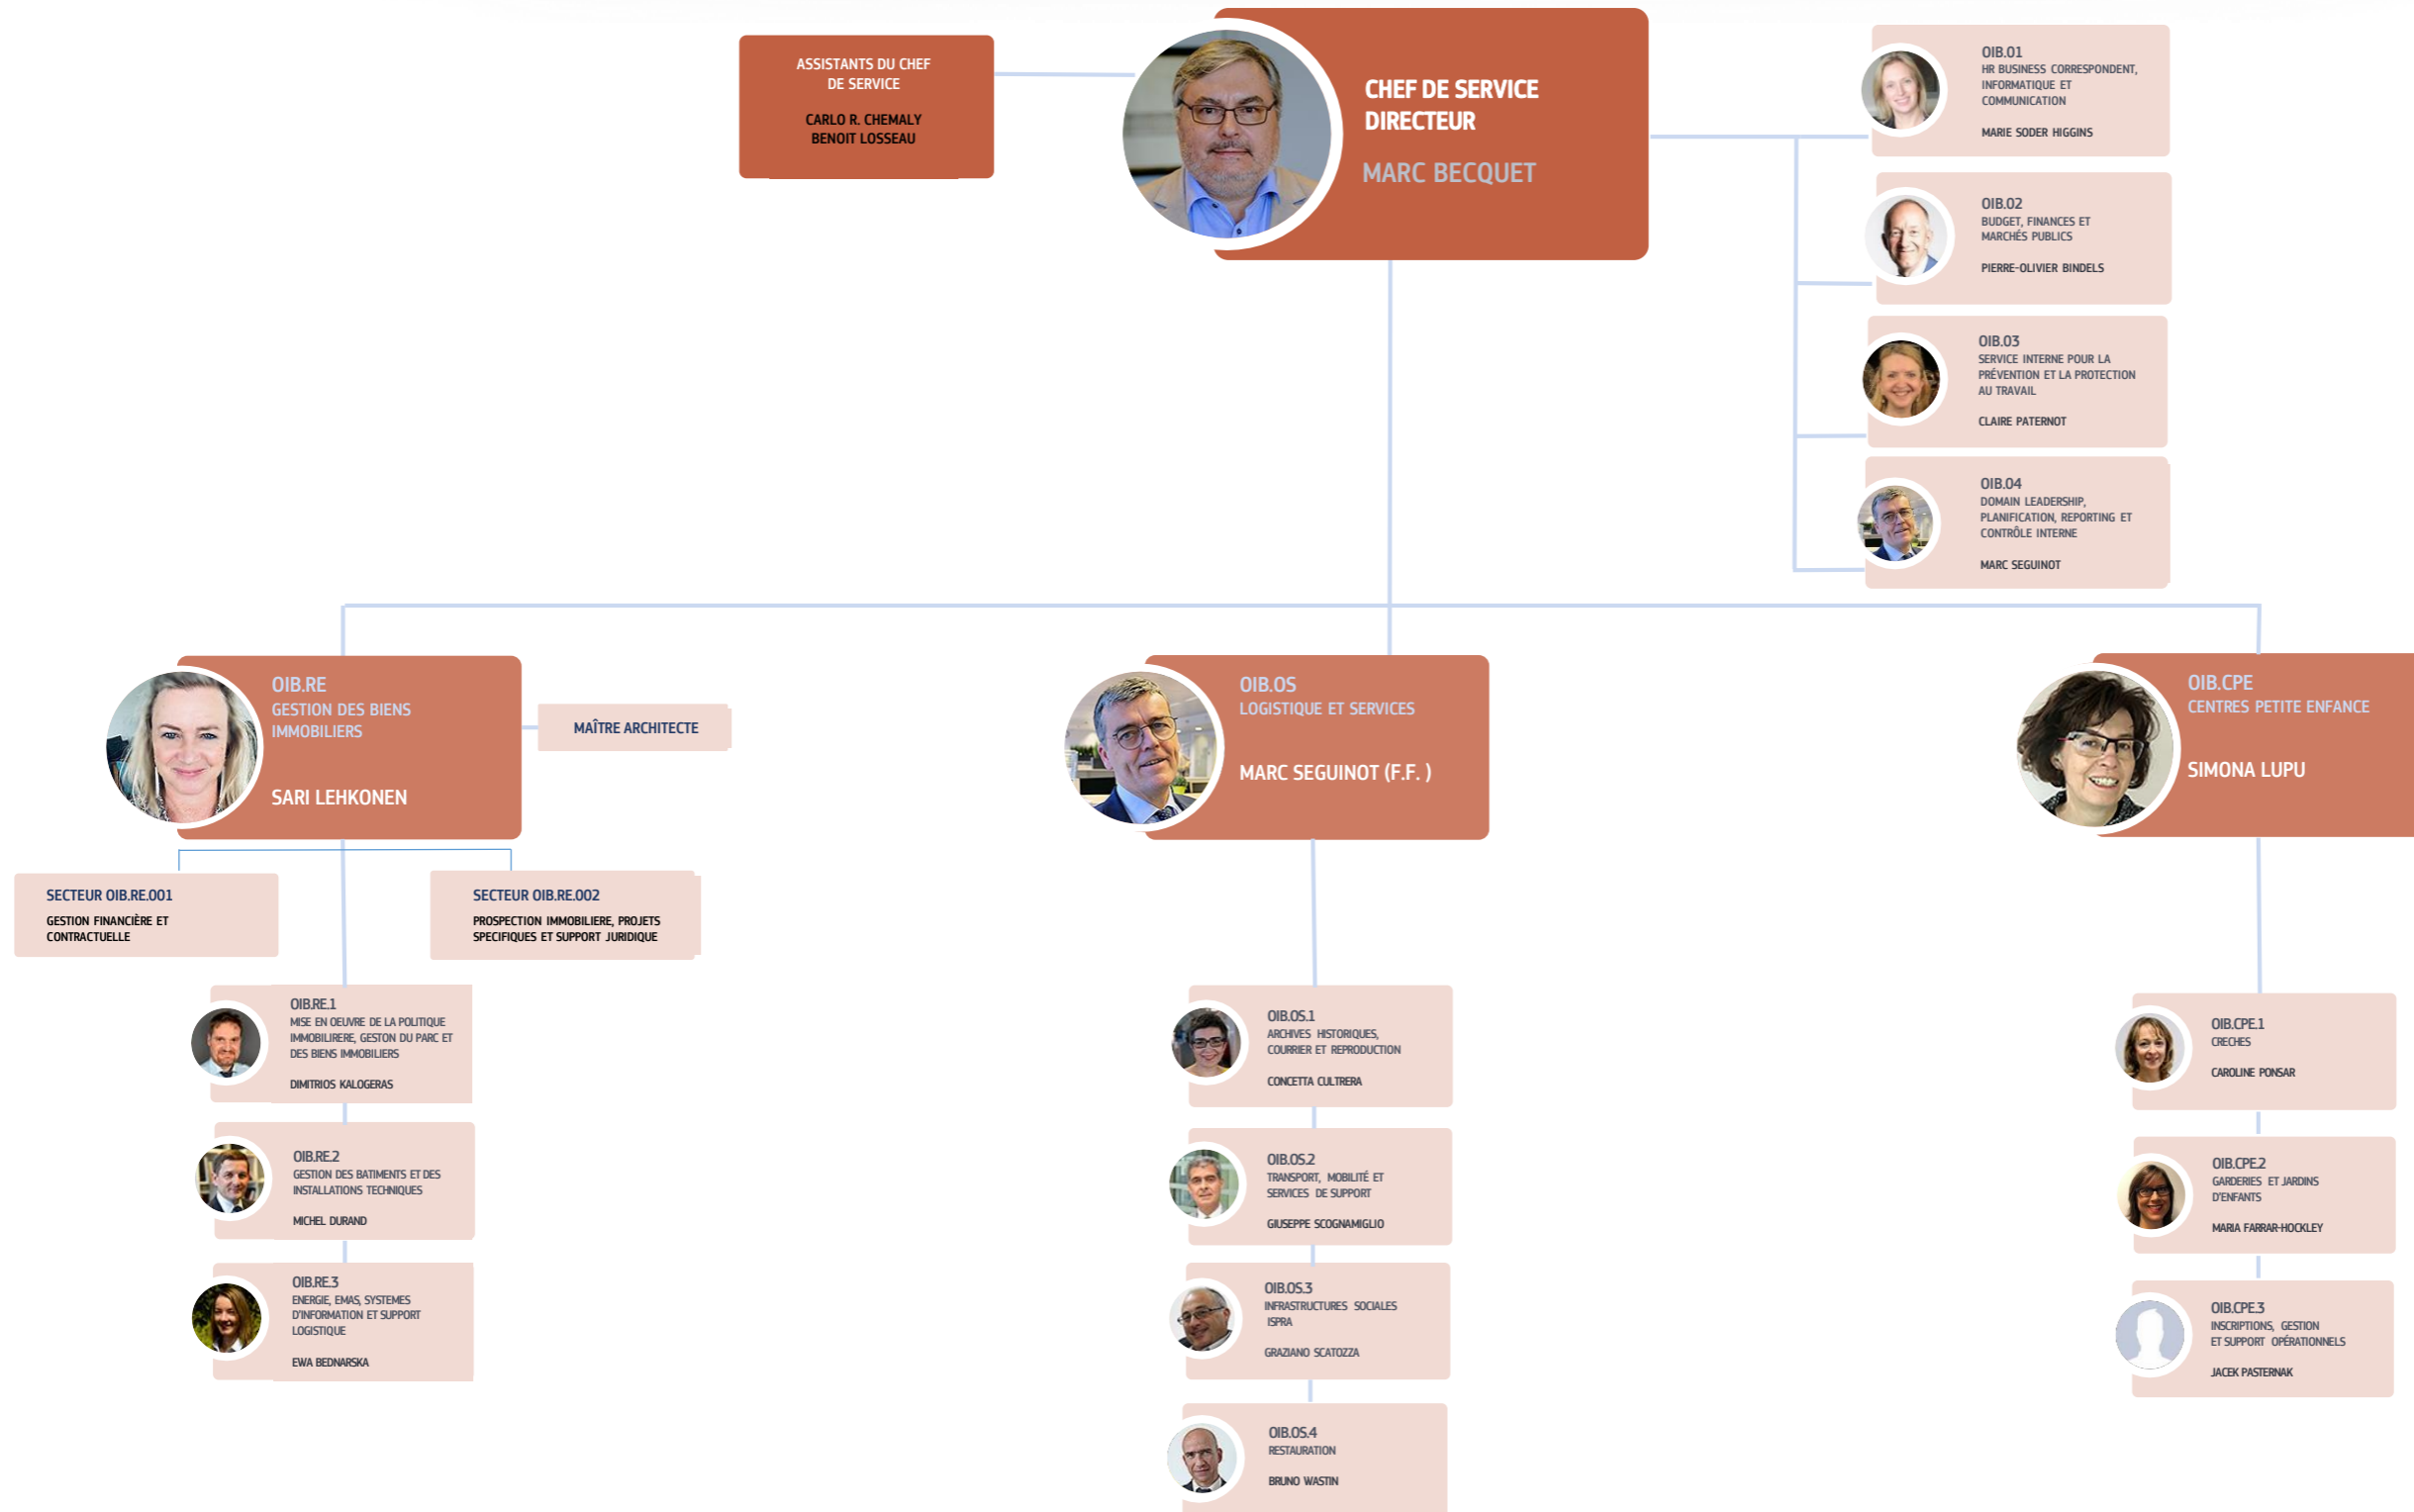 ASSISTANTS DU CHEF
DE SERVICE
CARLO R. CHEMALY
BENOIT LOSSEAU
CHEF DE SERVICE
DIRECTEUR
MARC BECQUET
OIB.01
HR BUSINESS CORRESPONDENT,
INFORMATIQUE ET
COMMUNICATION
MARIE SODER HIGGINS
OIB.02
BUDGET, FINANCES ET
MARCHÉS PUBLICS
PIERRE-OLIVIER BINDELS
OIB.03
SERVICE INTERNE POUR LA
PRÉVENTION ET LA PROTECTION
AU TRAVAIL
CLAIRE PATERNOT
OIB.04
DOMAIN LEADERSHIP,
PLANIFICATION, REPORTING ET
CONTRÔLE INTERNE
MARC SEGUINOT
OIB.RE
GESTION DES BIENS
IMMOBILIERS
SARI LEHKONEN
MAÎTRE ARCHITECTE
OIB.OS
LOGISTIQUE ET SERVICES
MARC SEGUINOT (F.F. )
OIB.CPE
CENTRES PETITE ENFANCE
SIMONA LUPU
SECTEUR OIB.RE.001
GESTION FINANCIÈRE ET
CONTRACTUELLE
SECTEUR OIB.RE.002
PROSPECTION IMMOBILIERE, PROJETS
SPECIFIQUES ET SUPPORT JURIDIQUE
OIB.RE.1
MISE EN OEUVRE DE LA POLITIQUE
IMMOBILIRERE, GESTON DU PARC ET
DES BIENS IMMOBILIERS
DIMITRIOS KALOGERAS
OIB.RE.2
GESTION DES BATIMENTS ET DES
INSTALLATIONS TECHNIQUES
MICHEL DURAND
OIB.RE.3
ENERGIE, EMAS, SYSTEMES
D'INFORMATION ET SUPPORT
LOGISTIQUE
EWA BEDNARSKA
OIB.OS.1
ARCHIVES HISTORIQUES,
COURRIER ET REPRODUCTION
CONCETTA CULTRERA
OIB.OS.2
TRANSPORT, MOBILITÉ ET
SERVICES DE SUPPORT
GIUSEPPE SCOGNAMIGLIO
OIB.OS.3
INFRASTRUCTURES SOCIALES
ISPRA
GRAZIANO SCATOZZA
OIB.OS.4
RESTAURATION
BRUNO WASTIN
OIB.CPE.1
CRECHES
CAROLINE PONSAR
OIB.CPE.2
GARDERIES ET JARDINS
D'ENFANTS
MARIA FARRAR-HOCKLEY
OIB.CPE.3
INSCRIPTIONS, GESTION
ET SUPPORT OPÉRATIONNELS
JACEK PASTERNAK